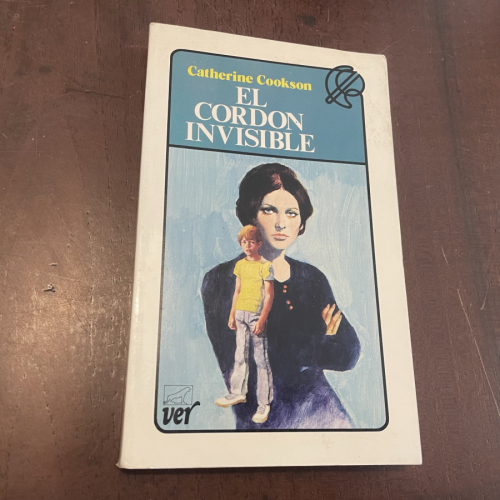 Catherine Cookson
EL
CORDON
INVISIBLE
ver